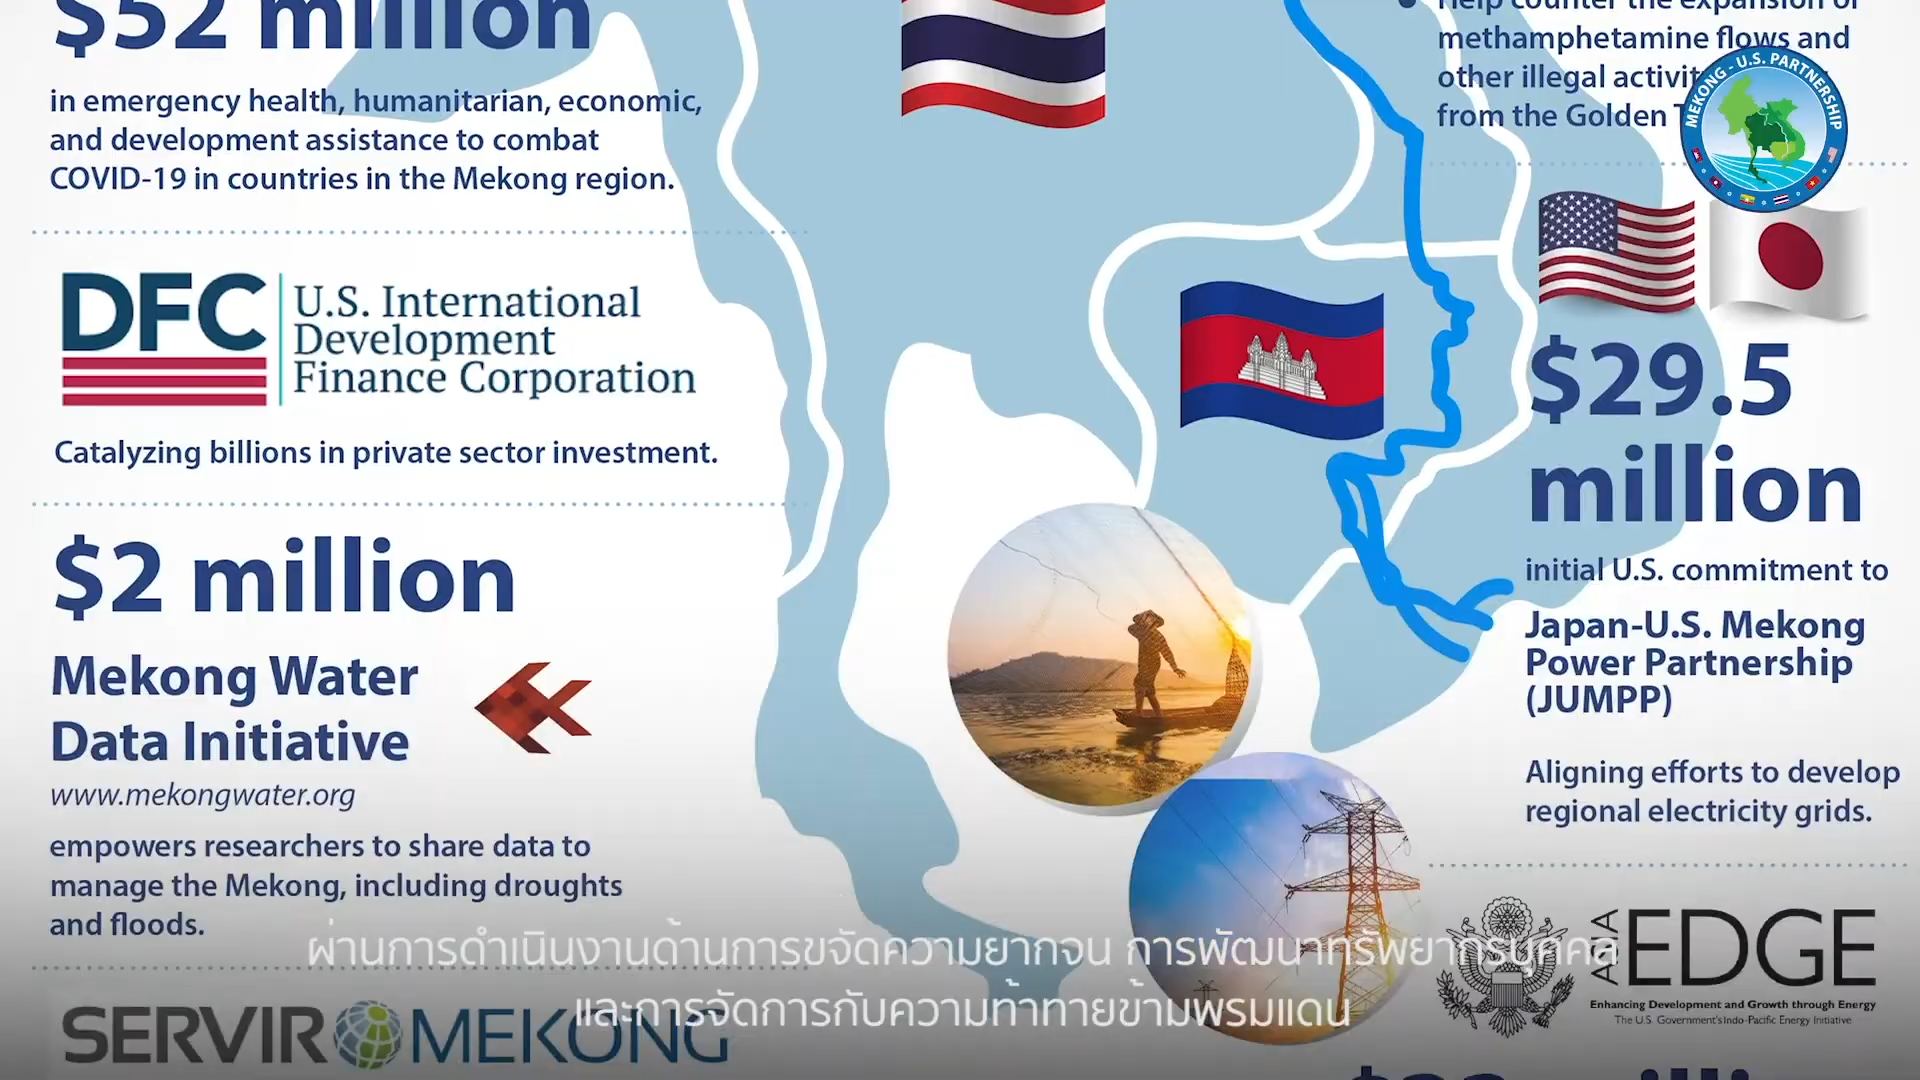 $52 million
in emergency health, humanitarian, economic,
and development assistance to combat
COVID-19 in countries in the Mekong region.
DFC
U.S. International
Development
Finance Corporation
Catalyzing billions in private sector investment.
$2 million
Mekong Water
Data Initiative
www.mekongwater.org
empowers researchers to share data to
manage the Mekong, including droughts
and floods.
SERVIR MEKONG
Help counter the expansion of
methamphetamine flows and
other illegal
from the Golden
MEKONG - U.S. PARTNERSHIP
$29.5
million
initial U.S. commitment to
Japan-U.S. Mekong
Power Partnership
(JUMPP)
Aligning efforts to develop
regional electricity grids.
ASIA EDGE
Enhancing Development and Growth through Energy
The U.S. Government's Indo-Pacific Energy Initiative
ผ่านการดำเนินงานด้านการขจัดความยากจน การพัฒนาทรัพยากรบุคคล
และการจัดการกับความท้าทายข้ามพรมแดน